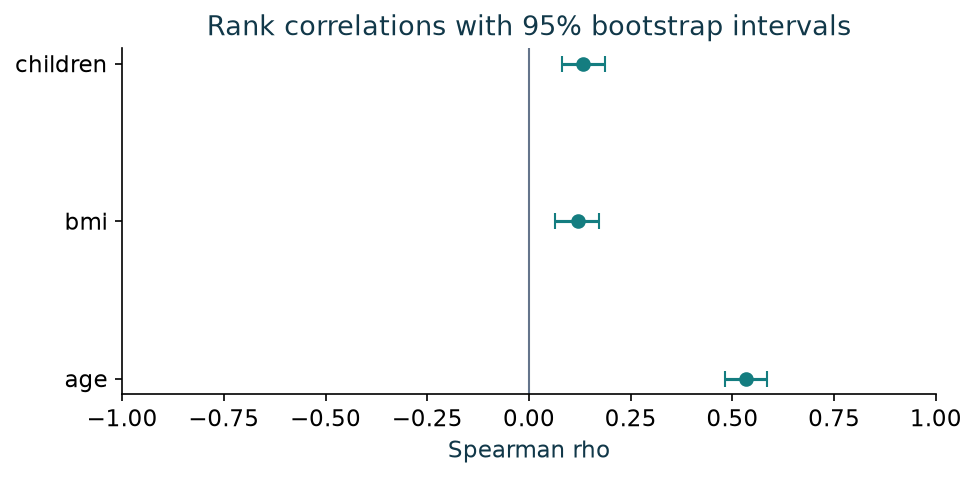 Rank correlations with 95% bootstrap intervals
children
bmi
age
−1.00 −0.75 −0.50 −0.25 0.00 0.25 0.50 0.75 1.00
Spearman rho